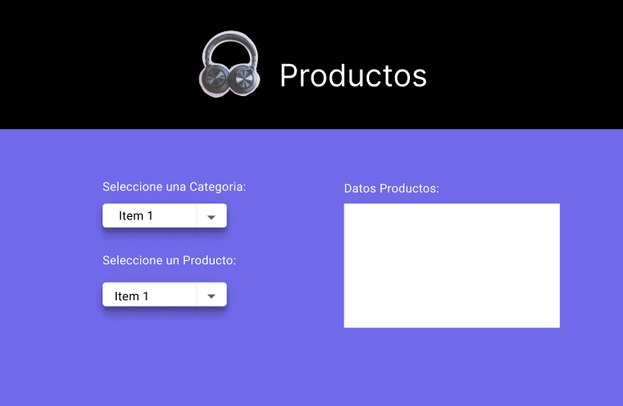 Productos
Seleccione una Categoria:
Item 1
Seleccione un Producto:
Item 1
Datos Productos: